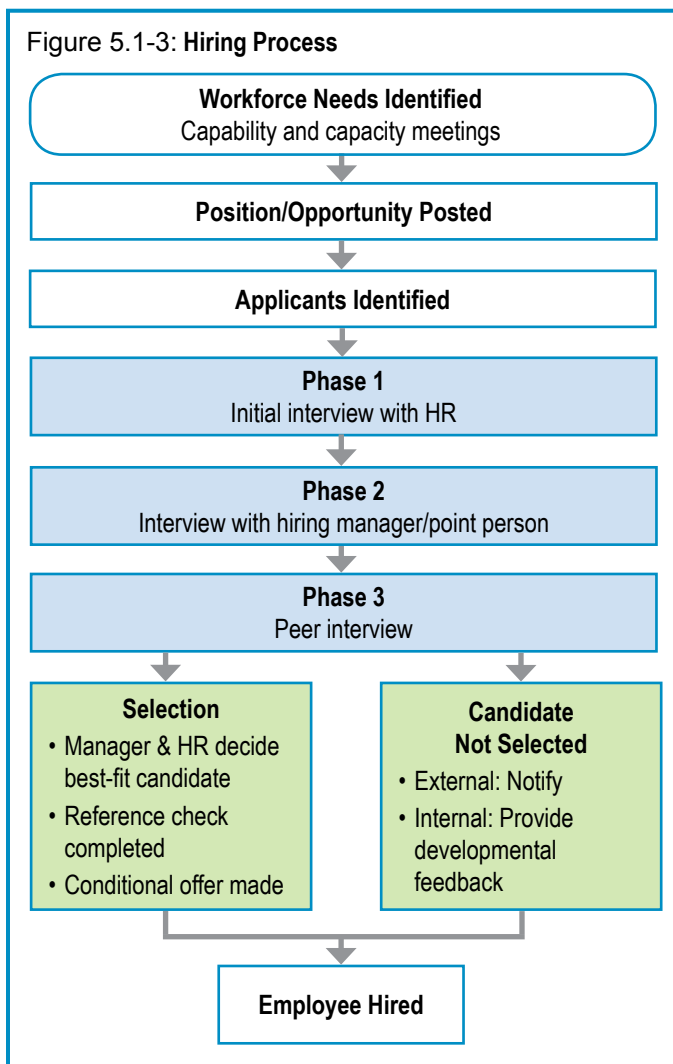 Figure 5.1-3: Hiring Process
Workforce Needs Identified
Capability and capacity meetings
Position/Opportunity Posted
Applicants Identified
Phase 1
Initial interview with HR
Phase 2
Interview with hiring manager/point person
Phase 3
Peer interview
Selection
• Manager & HR decide
best-fit candidate
• Reference check
completed
• Conditional offer made
Candidate
Not Selected
• External: Notify
• Internal: Provide
developmental
feedback
Employee Hired